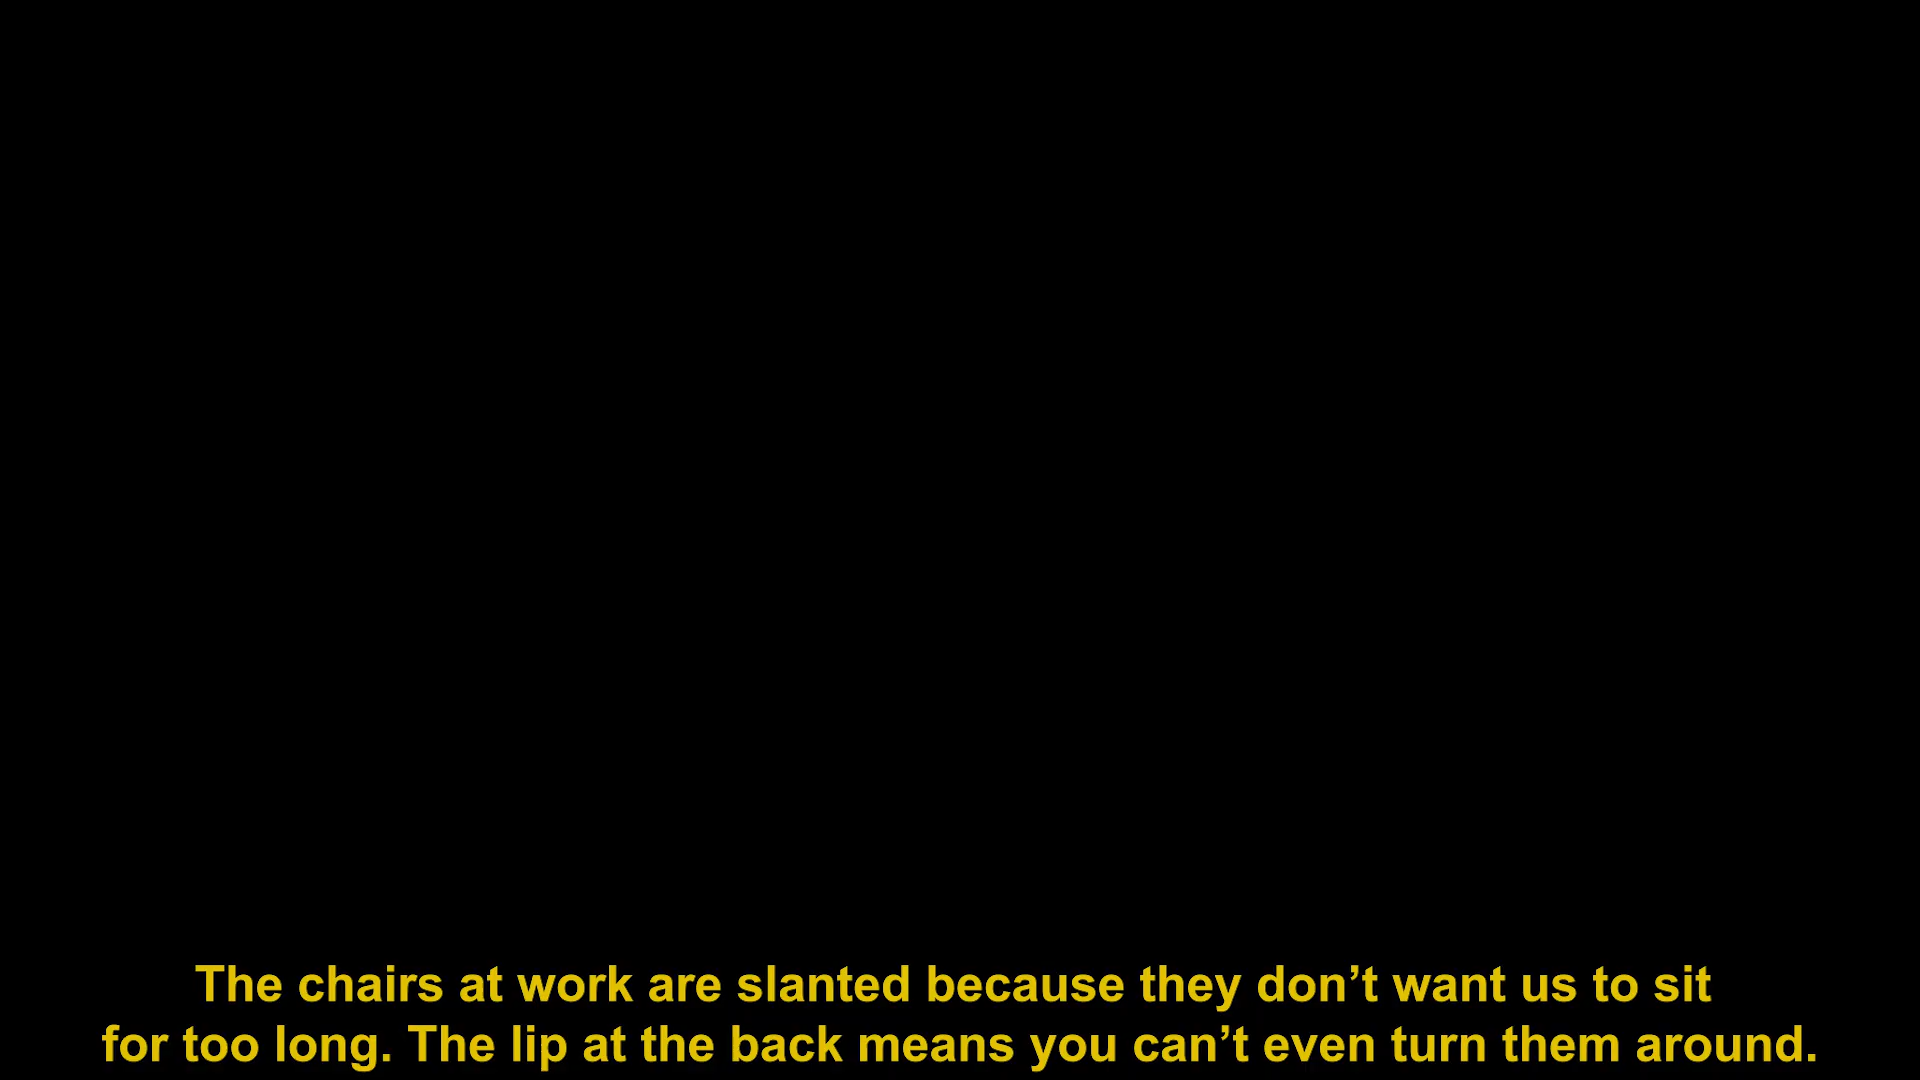 The chairs at work are slanted because they don’t want us to sit
for too long. The lip at the back means you can’t even turn them around.